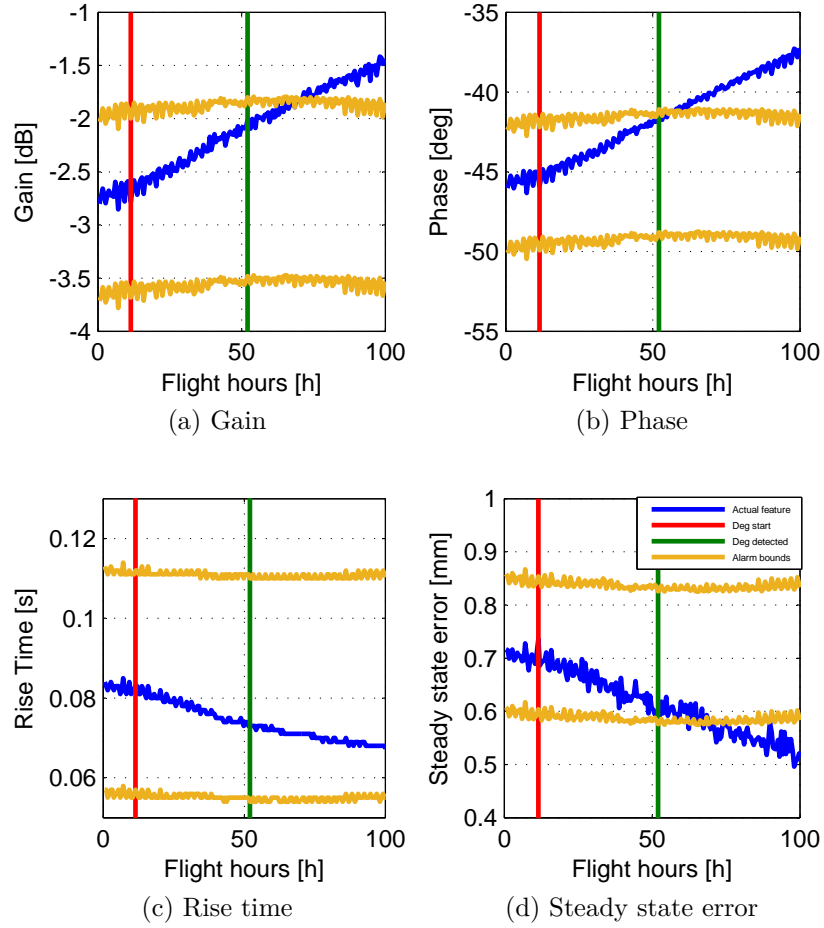 -1
-1.5
-2
-2.5
-3
-3.5
-4
Gain [dB]
0
50
100
Flight hours [h]
(a) Gain
-35
-40
-45
-50
-55
Phase [deg]
0
50
100
Flight hours [h]
(b) Phase
0.12
0.1
0.08
0.06
Rise Time [s]
0
50
100
Flight hours [h]
(c) Rise time
1
0.9
0.8
0.7
0.6
0.5
0.4
Steady state error [mm]
Actual feature
Deg start
Deg detected
Alarm bounds
0
50
100
Flight hours [h]
(d) Steady state error